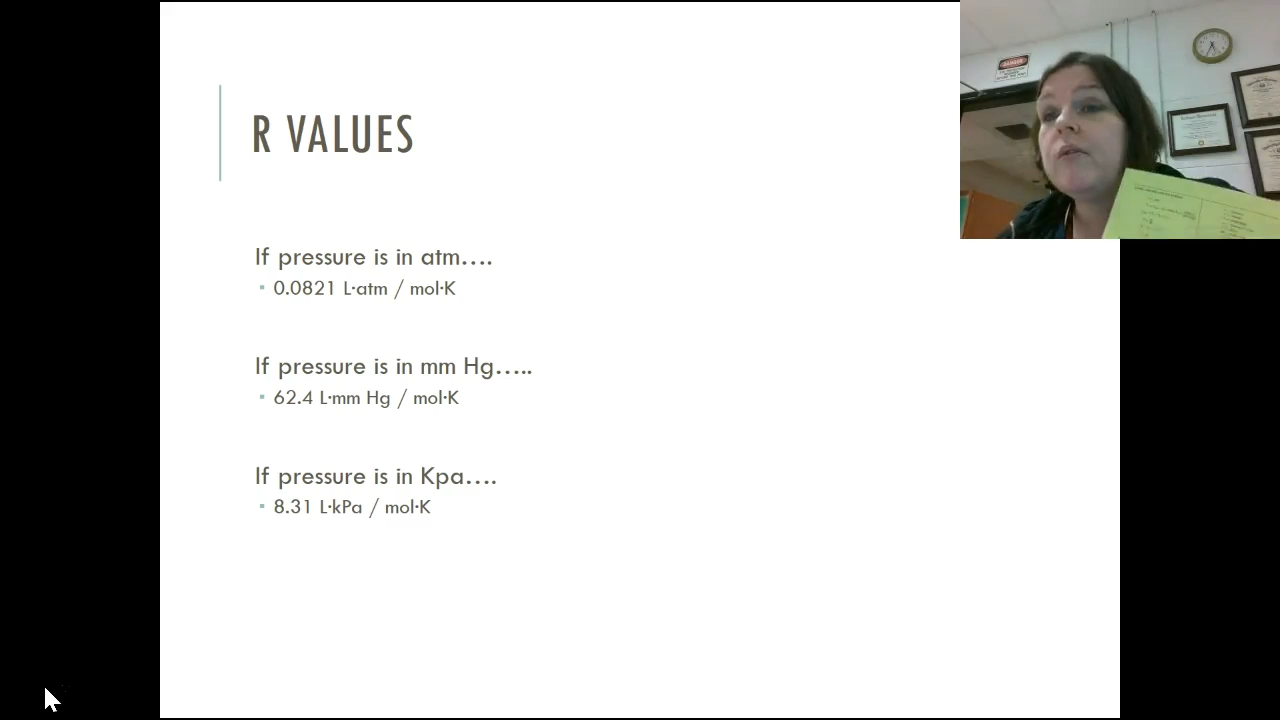 R VALUES
If pressure is in atm….
▪ 0.0821 L·atm / mol·K
If pressure is in mm Hg…..
▪ 62.4 L·mm Hg / mol·K
If pressure is in Kpa….
▪ 8.31 L·kPa / mol·K
DANGER